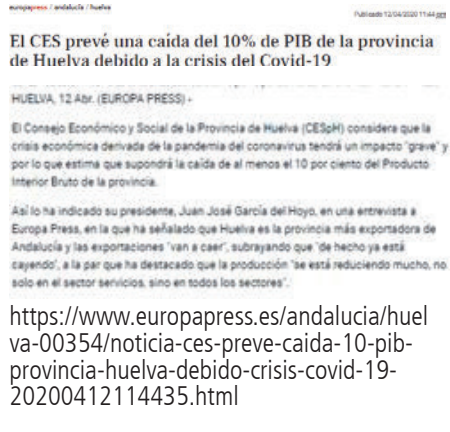 europapress / andalucía / huelva
Publicado 12/04/2020 11:44
El CES prevé una caída del 10% de PIB de la provincia
de Huelva debido a la crisis del Covid-19
HUELVA, 12 Abr. (EUROPA PRESS) -
El Consejo Económico y Social de la Provincia de Huelva (CESpH) considera que la
crisis económica derivada de la pandemia del coronavirus tendrá un impacto "grave" y
por lo que estima que supondrá la caída de al menos el 10 por ciento del Producto
Interior Bruto de la provincia.
Así lo ha indicado su presidente, Juan José García del Hoyo, en una entrevista a
Europa Press, en la que ha señalado que Huelva es la provincia más exportadora de
Andalucía y las exportaciones "van a caer", subrayando que "de hecho ya está
cayendo", a la par que ha destacado que la producción "se está reduciendo mucho, no
solo en el sector servicios, sino en todos los sectores".
https://www.europapress.es/andalucia/huel
va-00354/noticia-ces-preve-caida-10-pib-
provincia-huelva-debido-crisis-covid-19-
20200412114435.html